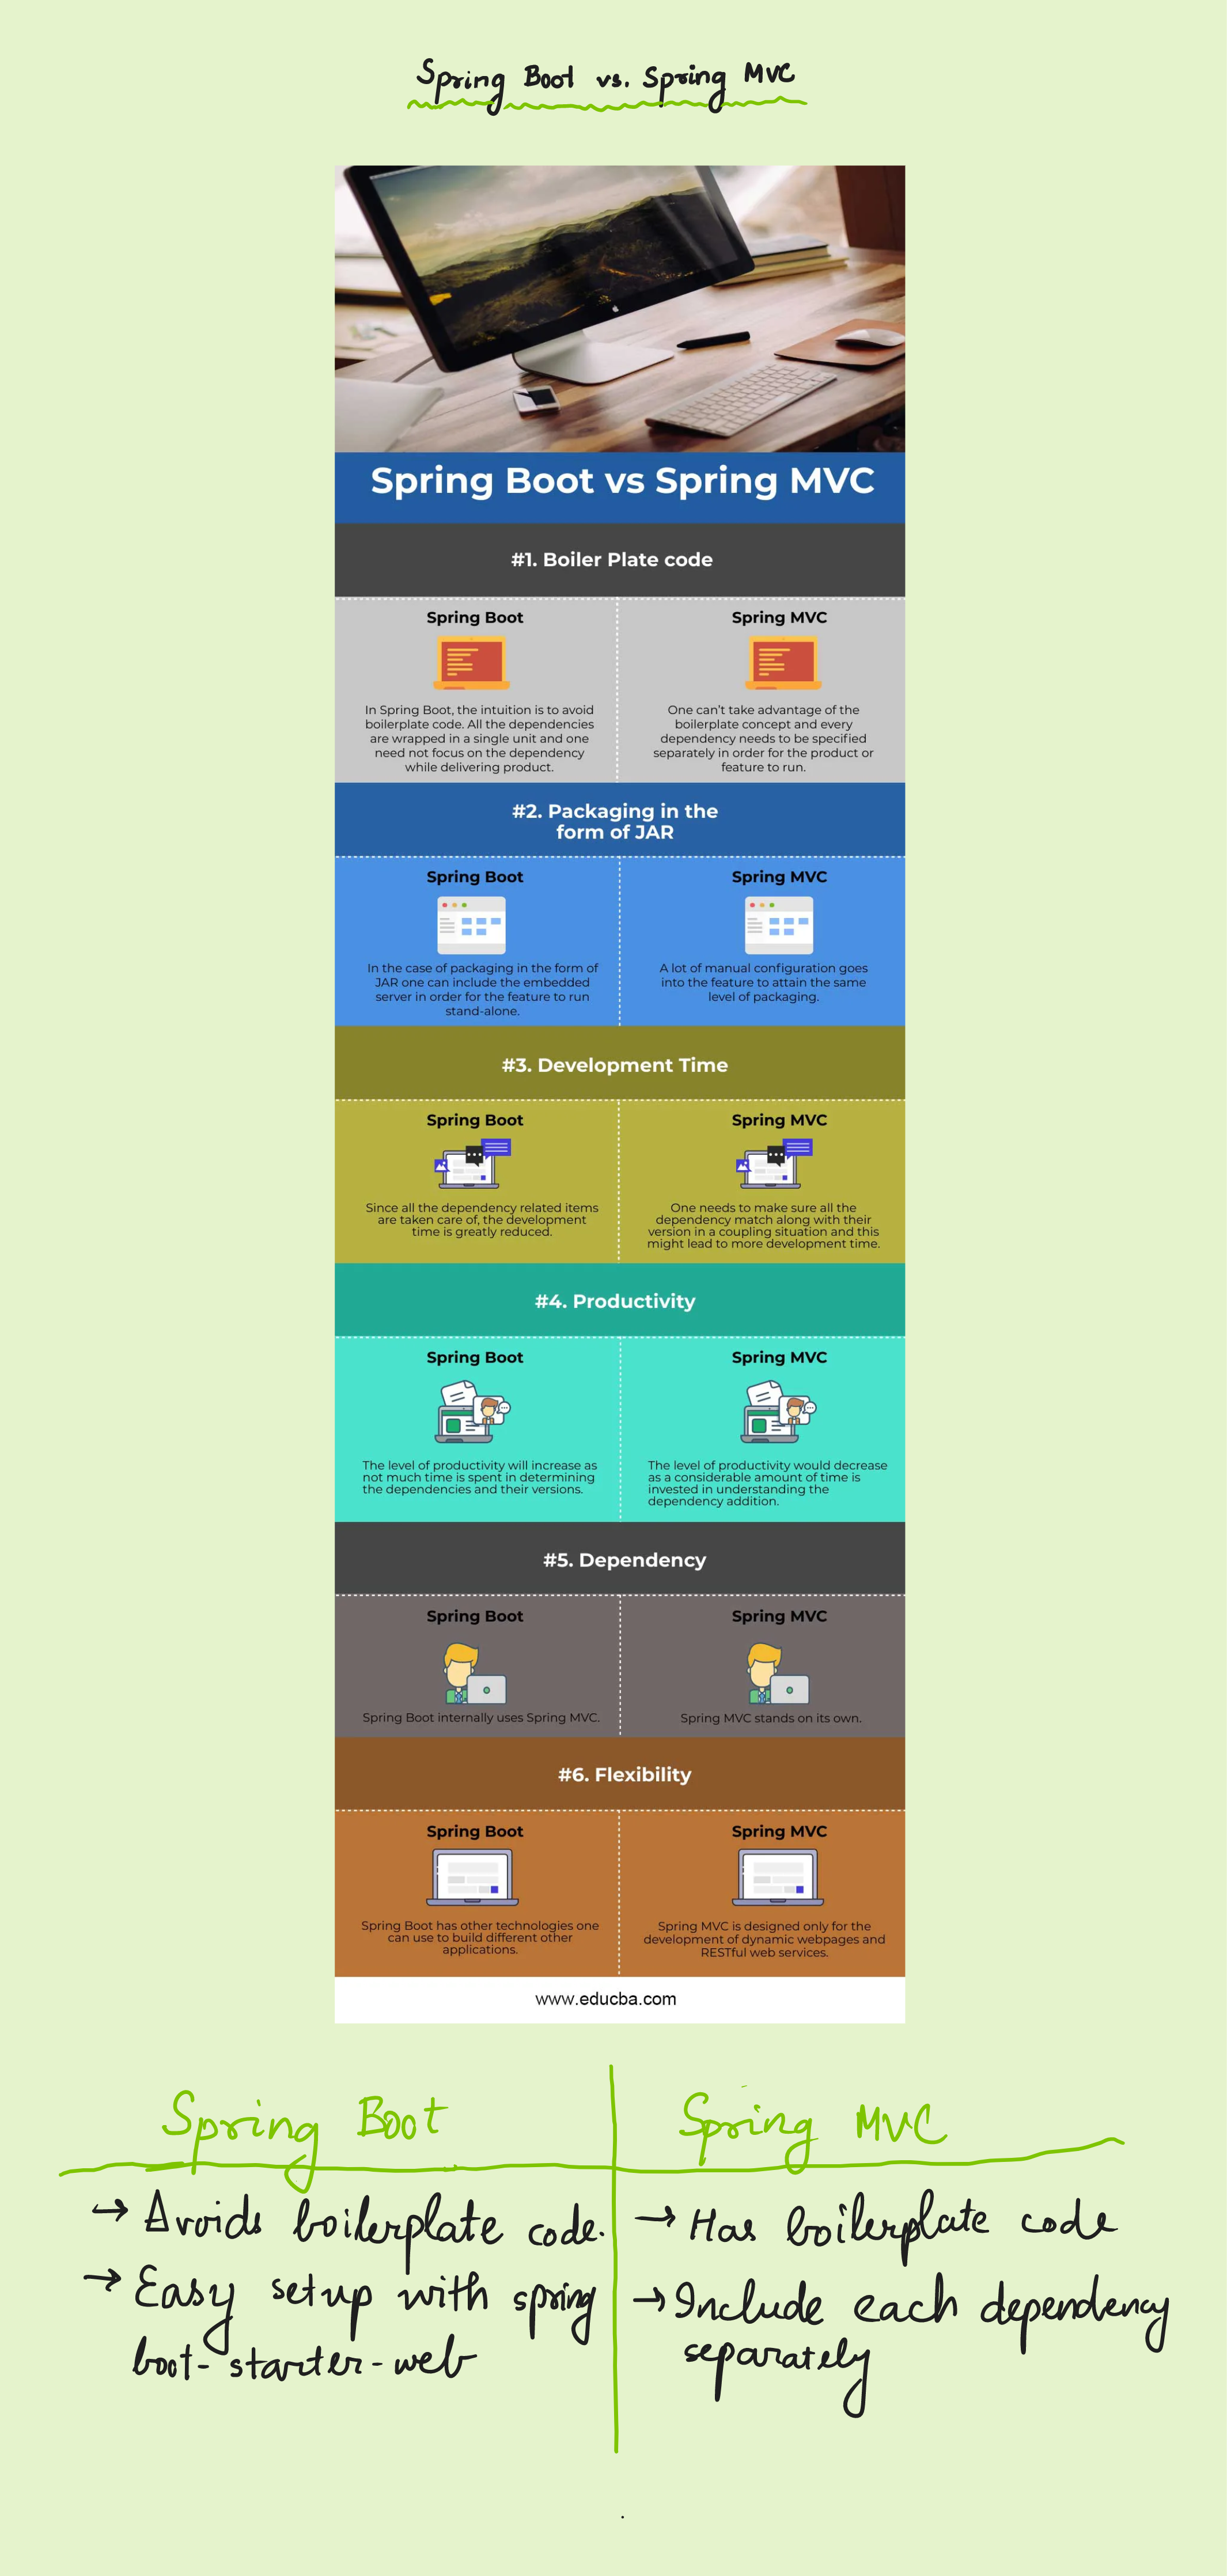 Spring Boot vs. Spring MVC
Spring Boot vs Spring MVC
#1. Boiler Plate code
Spring Boot
In Spring Boot, the intuition is to avoid
boilerplate code. All the dependencies
are wrapped in a single unit and one
need not focus on the dependency
while delivering product.
Spring MVC
One can't take advantage of the
boilerplate concept and every
dependency needs to be specified
separately in order for the product or
feature to run.
#2. Packaging in the
form of JAR
Spring Boot
In the case of packaging in the form of
JAR one can include the embedded
server in order for the feature to run
stand-alone.
Spring MVC
A lot of manual configuration goes
into the feature to attain the same
level of packaging.
#3. Development Time
Spring Boot
Since all the dependency related items
are taken care of, the development
time is greatly reduced.
Spring MVC
One needs to make sure all the
dependency match along with their
version in a coupling situation and this
might lead to more development time.
#4. Productivity
Spring Boot
The level of productivity will increase as
not much time is spent in determining
the dependencies and their versions.
Spring MVC
The level of productivity would decrease
as a considerable amount of time is
invested in understanding the
dependency addition.
#5. Dependency
Spring Boot
Spring Boot internally uses Spring MVC.
Spring MVC
Spring MVC stands on its own.
#6. Flexibility
Spring Boot
Spring Boot has other technologies one
can use to build different other
applications.
Spring MVC
Spring MVC is designed only for the
development of dynamic webpages and
RESTful web services.
www.educba.com
Spring Boot
→ Avoids boilerplate code.
→ Easy setup with spring
boot-starter-web
Spring MVC
→ Has boilerplate code
→ Include each dependency
separately